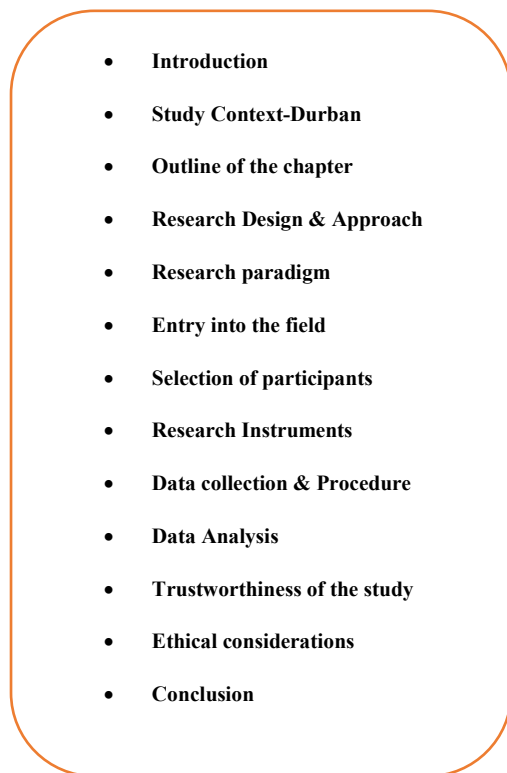 • Introduction
• Study Context-Durban
• Outline of the chapter
• Research Design & Approach
• Research paradigm
• Entry into the field
• Selection of participants
• Research Instruments
• Data collection & Procedure
• Data Analysis
• Trustworthiness of the study
• Ethical considerations
• Conclusion